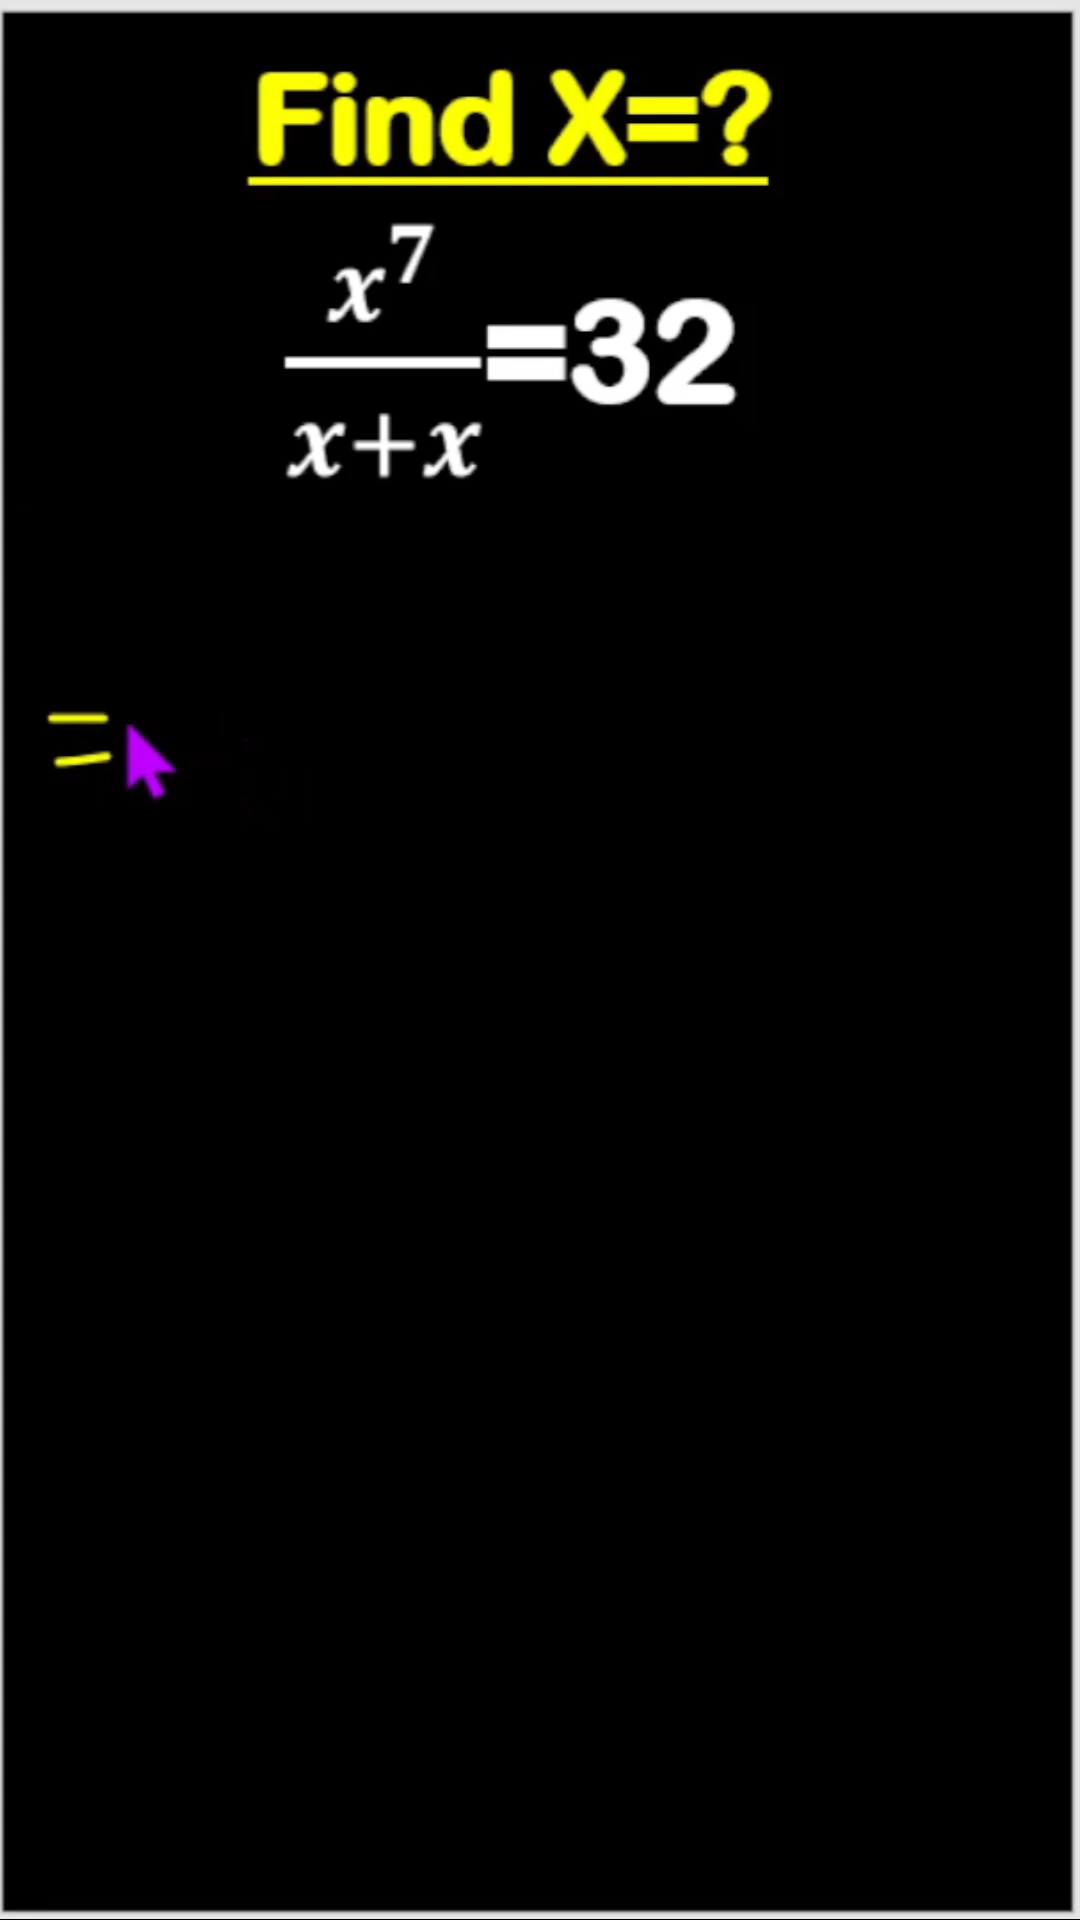 Find X=?
x^7
x+x
=32
=